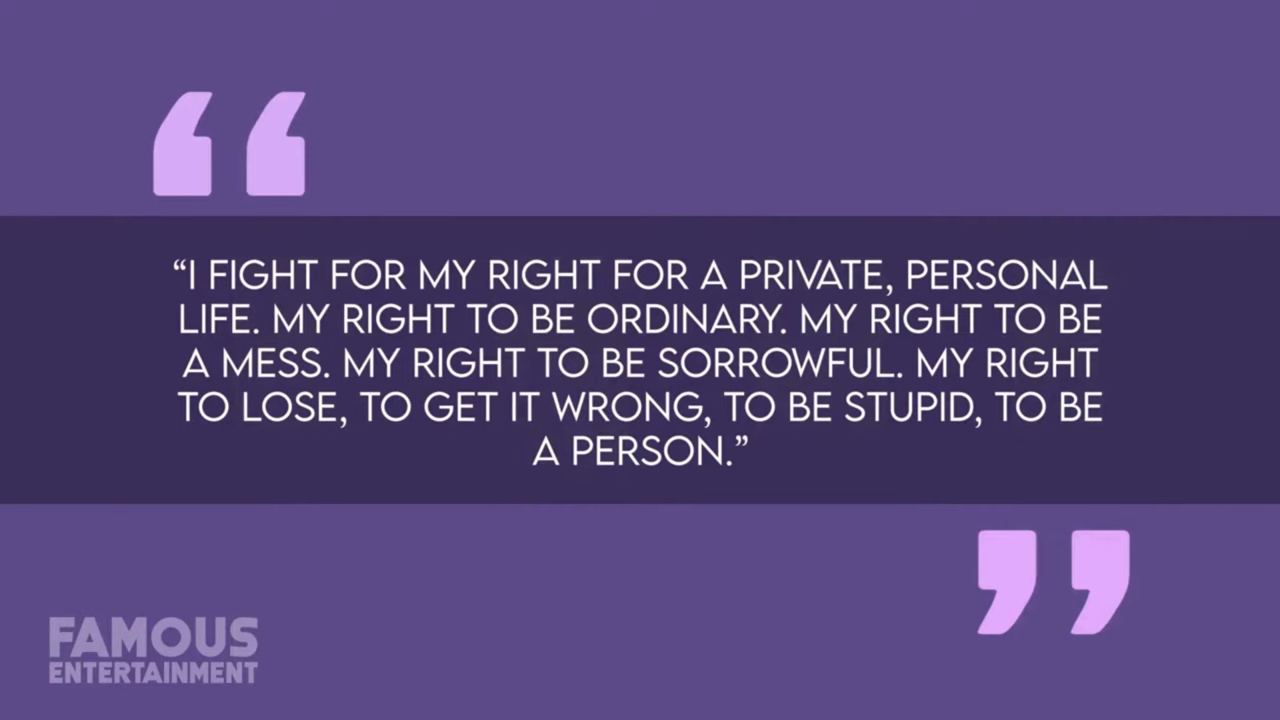 “I FIGHT FOR MY RIGHT FOR A PRIVATE, PERSONAL
LIFE. MY RIGHT TO BE ORDINARY. MY RIGHT TO BE
A MESS. MY RIGHT TO BE SORROWFUL. MY RIGHT
TO LOSE, TO GET IT WRONG, TO BE STUPID, TO BE
A PERSON.”
FAMOUS
ENTERTAINMENT